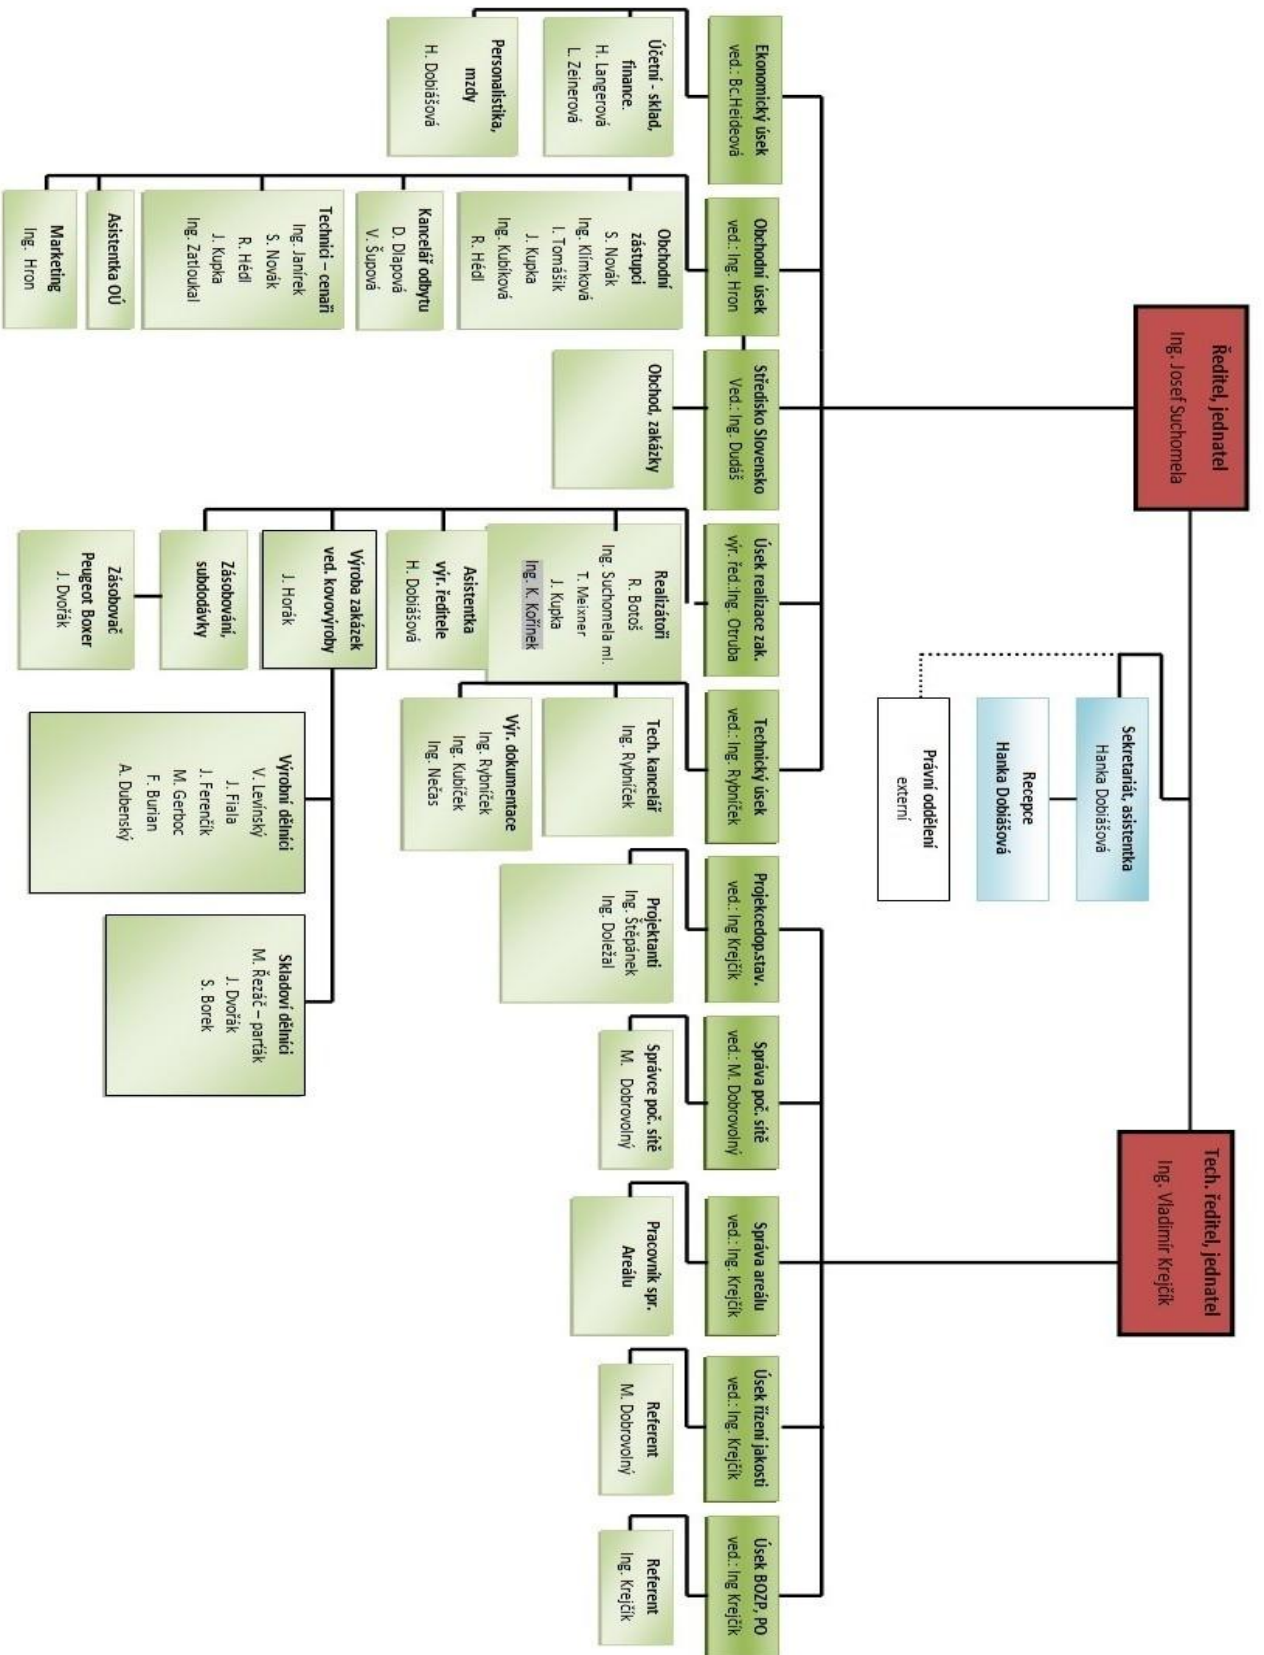 Ředitel, jednatel
Ing. Josef Suchomela
Tech. ředitel, jednatel
Ing. Vladimír Krejčík
Sekretariát, asistentka
Hanka Dobiášová
Recepce
Hanka Dobiášová
Právní oddělení
externí
Ekonomický úsek
ved.: Bc.Heideová
Obchodní úsek
ved.: Ing. Hron
Středisko Slovensko
Ved.: Ing. Dudáš
Úsek realizace zak.
výr. řed.:Ing. Otruba
Technický úsek
ved.: Ing. Rybníček
Projekcedop.stav.
ved.: Ing Krejčík
Správa poč. sítě
ved.: M. Dobrovolný
Správa areálu
ved.: Ing. Krejčík
Úsek řízení jakosti
ved.: Ing. Krejčík
Úsek BOZP, PO
ved.: Ing Krejčík
Účetní - sklad,
finance.
H. Langerová
L. Zeinerová
Personalistika,
mzdy
H. Dobiášová
Obchodní
zástupci
S. Novák
Ing. Klímková
I. Tomášik
J. Kupka
Ing. Kubíková
R. Hédl
Kancelář odbytu
D. Dlapová
V. Šupová
Technici – cenaři
Ing. Janírek
S. Novák
R. Hédl
J. Kupka
Ing. Zatloukal
Asistentka OÚ
Marketing
Ing. Hron
Obchod, zakázky
Realizátoři
R. Botoš
Ing. Suchomela ml.
T. Meixner
J. Kupka
Ing. K. Kořínek
Asistentka
výr. ředitele
H. Dobiášová
Výroba zakázek
ved. kovovýroby
J. Horák
Zásobování,
subdodávky
Zásobovač
Peugeot Boxer
J. Dvořák
Tech. kancelář
Ing. Rybníček
Výr. dokumentace
Ing. Rybníček
Ing. Kubíček
Ing. Nečas
Výrobní dělníci
V. Levínský
J. Fiala
J. Ferenčík
M. Gerboc
F. Burian
A. Dubenský
Skladoví dělníci
M. Řezáč – parťák
J. Dvořák
S. Borek
Projektanti
Ing. Štěpánek
Ing. Doležal
Správce poč. sítě
M. Dobrovolný
Pracovník spr.
Areálu
Referent
M. Dobrovolný
Referent
Ing. Krejčík